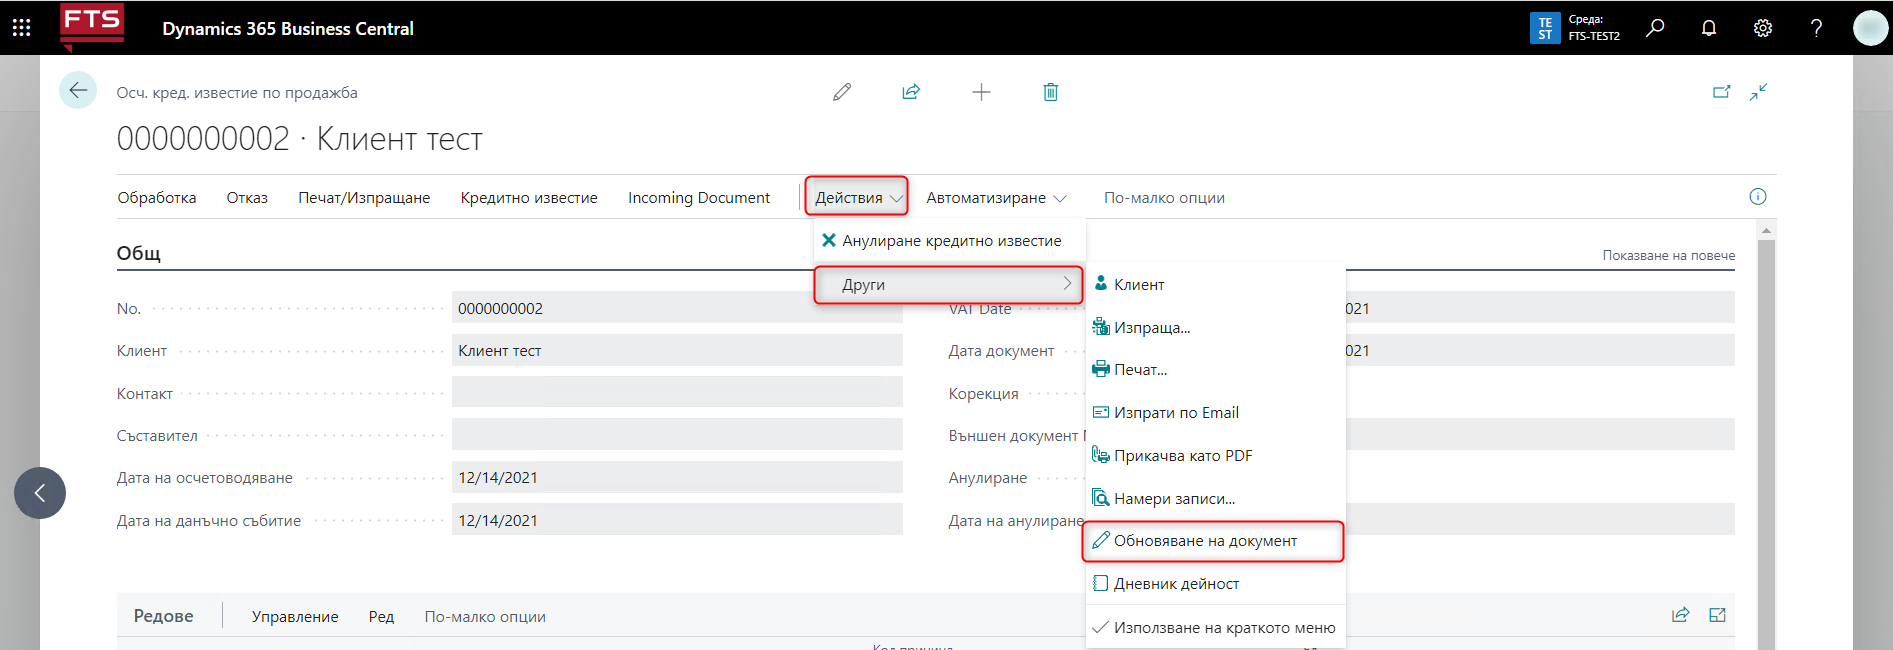 FTS
Dynamics 365 Business Central
TE
ST
Среда:
FTS-TEST2
Осч. кред. известие по продажба
0000000002 · Клиент тест
Обработка Отказ Печат/Изпращане Кредитно известие Incoming Document Действия Автоматизиране По-малко опции
Анулиране кредитно известие
Други
Клиент
Изпраща...
Печат...
Изпрати по Email
Прикачва като PDF
Намери записи...
Обновяване на документ
Дневник дейност
Използване на краткото меню
Общ
Показване на повече
No. 0000000002
Клиент Клиент тест
Контакт
Съставител
Дата на осчетоводяване 12/14/2021
Дата на данъчно събитие 12/14/2021
VAT Date 021
Дата документ 021
Корекция
Външен документ
Анулиране
Дата на анулиране
Редове Управление Ред По-малко опции
Код причина